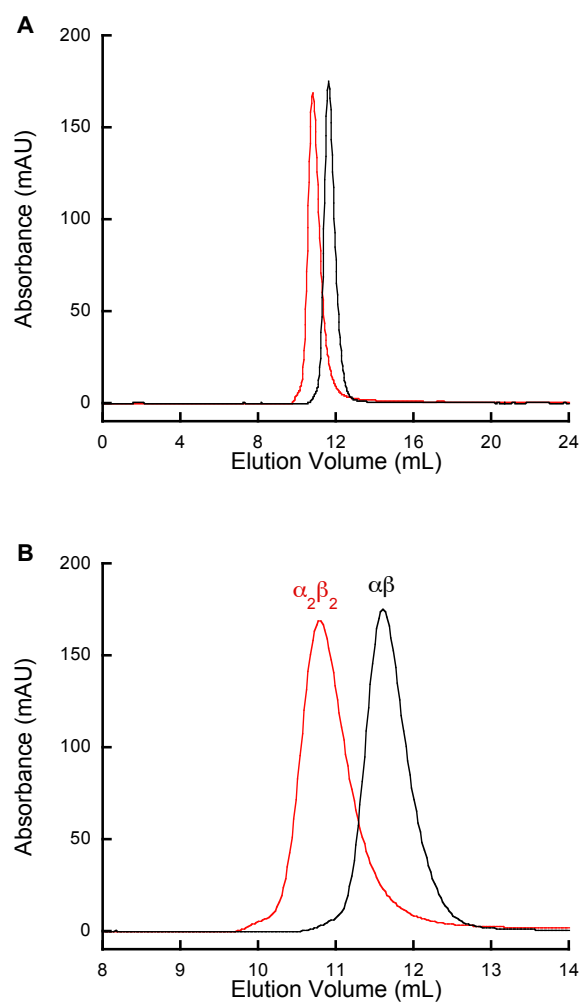 A
200
150
100
50
0
Absorbance (mAU)
0 4 8 12 16 20 24
Elution Volume (mL)
B
α₂β₂ αβ
200
150
100
50
0
Absorbance (mAU)
8 9 10 11 12 13 14
Elution Volume (mL)